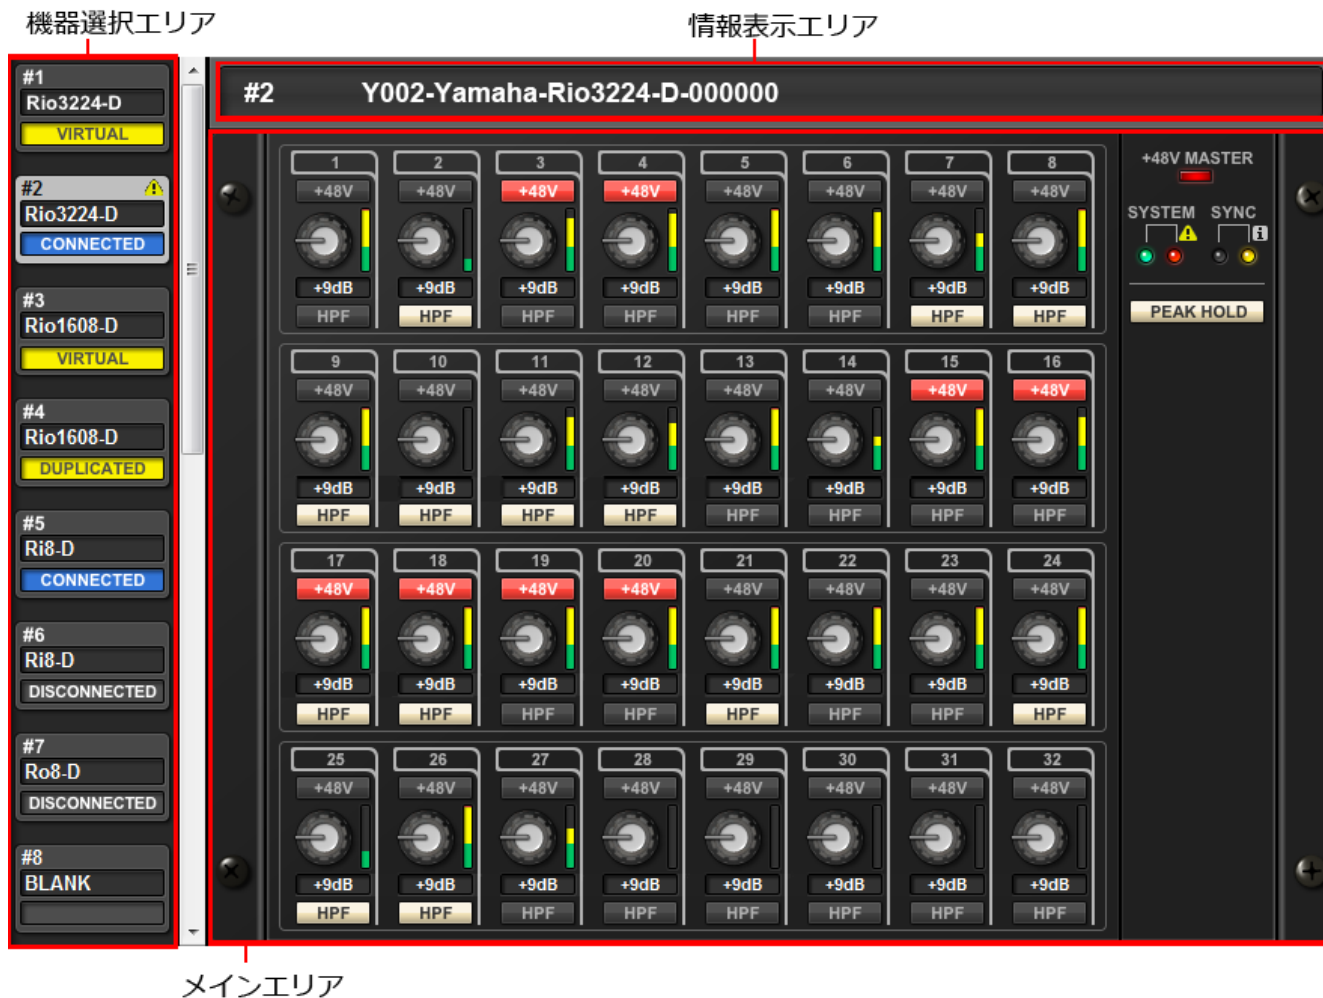 機器選択エリア
情報表示エリア
#1
Rio3224-D
VIRTUAL
#2
Rio3224-D
CONNECTED
#3
Rio1608-D
VIRTUAL
#4
Rio1608-D
DUPLICATED
#5
Ri8-D
CONNECTED
#6
Ri8-D
DISCONNECTED
#7
Ro8-D
DISCONNECTED
#8
BLANK
#2 Y002-Yamaha-Rio3224-D-000000
1 2 3 4 5 6 7 8
+48V +48V +48V +48V +48V +48V +48V +48V
+9dB +9dB +9dB +9dB +9dB +9dB +9dB +9dB
HPF HPF HPF HPF HPF HPF HPF HPF
9 10 11 12 13 14 15 16
+48V +48V +48V +48V +48V +48V +48V +48V
+9dB +9dB +9dB +9dB +9dB +9dB +9dB +9dB
HPF HPF HPF HPF HPF HPF HPF HPF
17 18 19 20 21 22 23 24
+48V +48V +48V +48V +48V +48V +48V +48V
+9dB +9dB +9dB +9dB +9dB +9dB +9dB +9dB
HPF HPF HPF HPF HPF HPF HPF HPF
25 26 27 28 29 30 31 32
+48V +48V +48V +48V +48V +48V +48V +48V
+9dB +9dB +9dB +9dB +9dB +9dB +9dB +9dB
HPF HPF HPF HPF HPF HPF HPF HPF
+48V MASTER
SYSTEM SYNC
PEAK HOLD
メインエリア